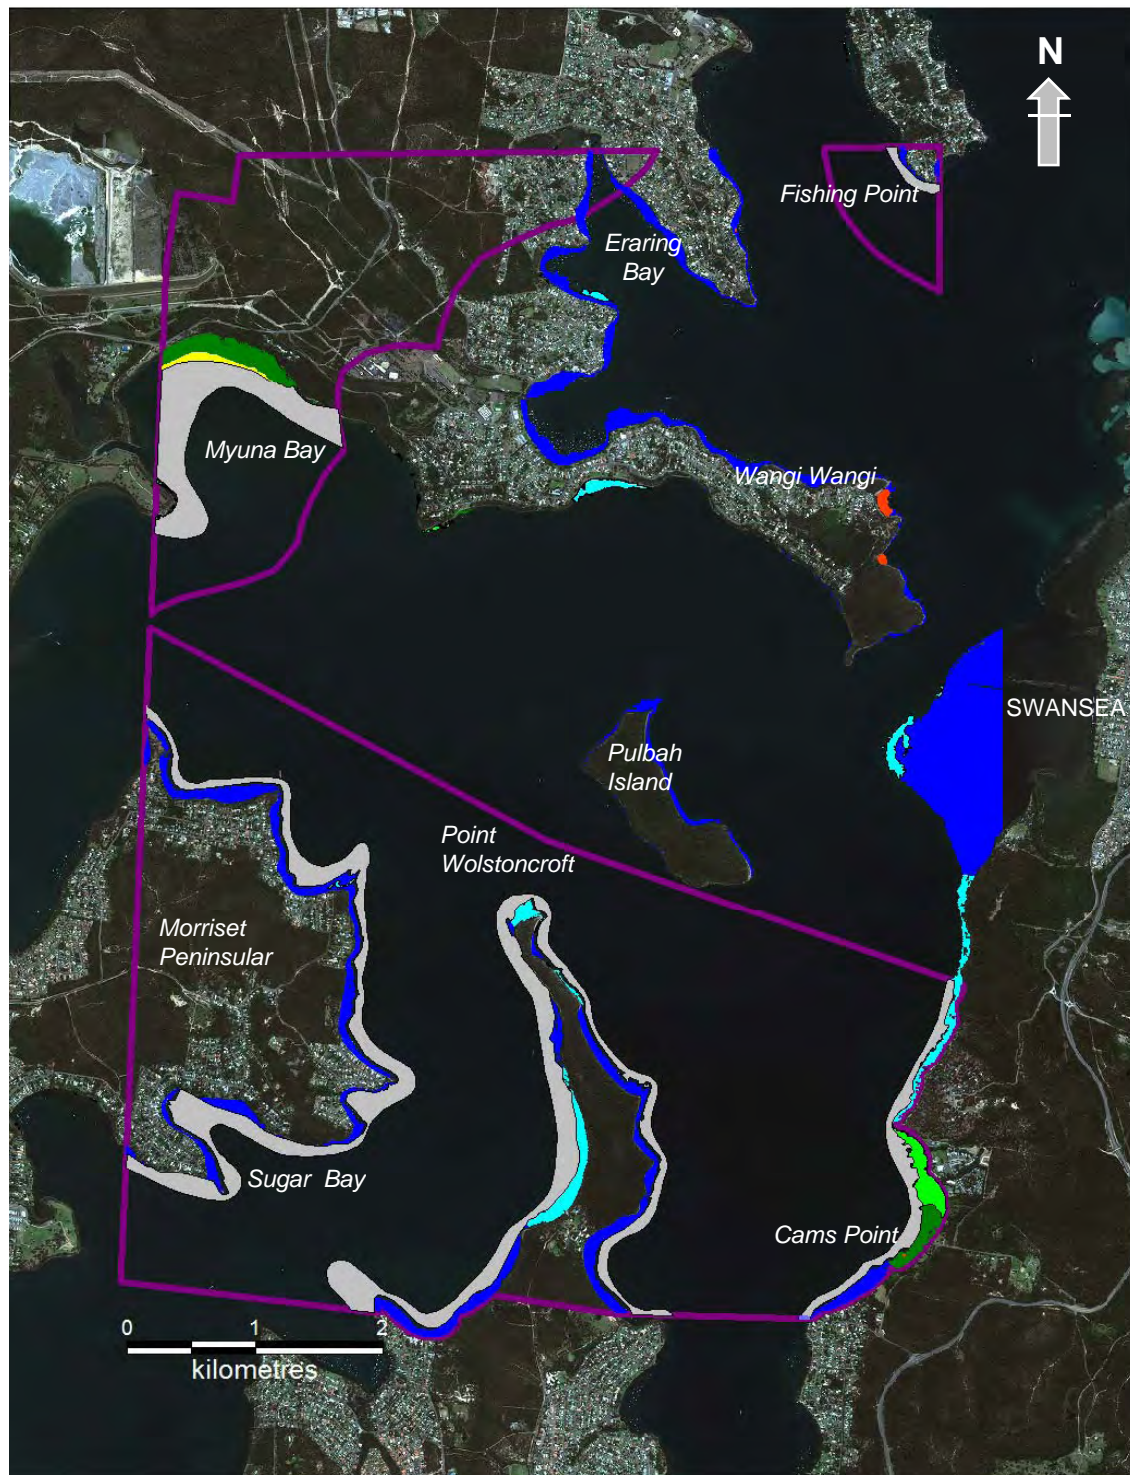 N
Fishing Point
Eraring
Bay
Myuna Bay
Wangi Wangi
SWANSEA
Pulbah
Island
Point
Wolstoncroft
Morriset
Peninsular
Sugar Bay
Cams Point
0 1 2
kilometres